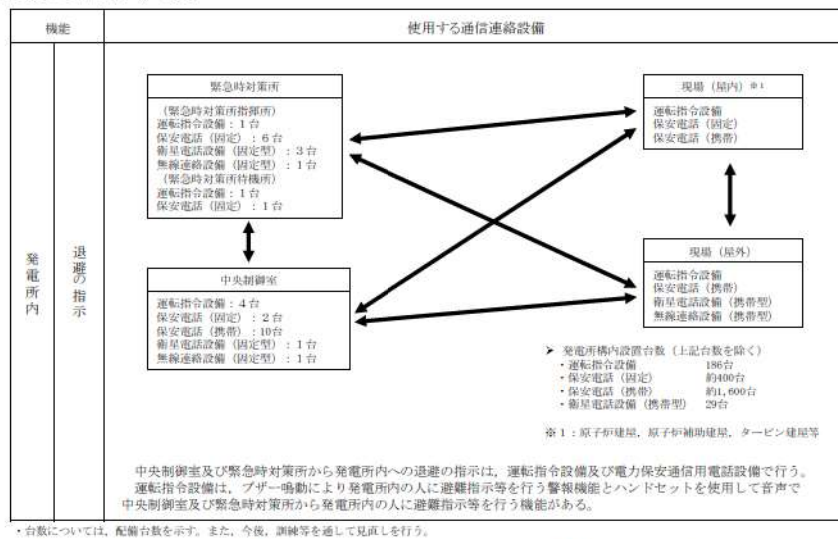 機能
使用する通信連絡設備
発電所内
退避の指示
緊急時対策所
(緊急時対策所指揮所)
運転指令設備:1台
保安電話(固定):6台
衛星電話設備(固定型):3台
無線連絡設備(固定型):1台
(緊急時対策所待機所)
運転指令設備:1台
保安電話(固定):1台
現場(屋内)※1
運転指令設備
保安電話(固定)
保安電話(携帯)
中央制御室
運転指令設備:4台
保安電話(固定):2台
保安電話(携帯):10台
衛星電話設備(固定型):1台
無線連絡設備(固定型):1台
現場(屋外)
運転指令設備
保安電話(携帯)
衛星電話設備(携帯型)
無線連絡設備(携帯型)
➢ 発電所構内設置台数(上記台数を除く)
・運転指令設備 186台
・保安電話(固定) 約400台
・保安電話(携帯) 約1,600台
・衛星電話設備(携帯型) 29台
※1:原子炉建屋,原子炉補助建屋,タービン建屋等
中央制御室及び緊急時対策所から発電所内への退避の指示は,運転指令設備及び電力保安通信用電話設備で行う。
運転指令設備は,ブザー鳴動により発電所内の人に避難指示等を行う警報機能とハンドセットを使用して音声で
中央制御室及び緊急時対策所から発電所内の人に避難指示等を行う機能がある。
・台数については,配備台数を示す。また,今後,訓練等を通して見直しを行う。